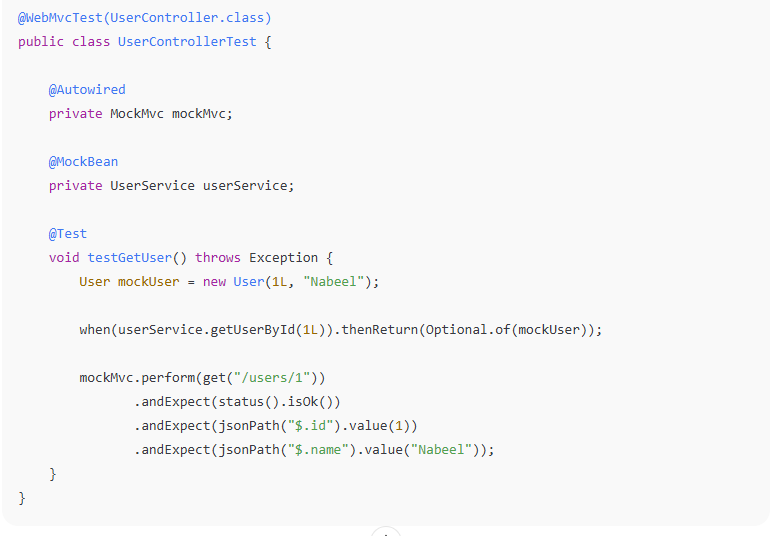 @WebMvcTest(UserController.class)
public class UserControllerTest {
@Autowired
private MockMvc mockMvc;
@MockBean
private UserService userService;
@Test
void testGetUser() throws Exception {
User mockUser = new User(1L, "Nabeel");
when(userService.getUserById(1L)).thenReturn(Optional.of(mockUser));
mockMvc.perform(get("/users/1"))
.andExpect(status().isOk())
.andExpect(jsonPath("$.id").value(1))
.andExpect(jsonPath("$.name").value("Nabeel"));
}
}